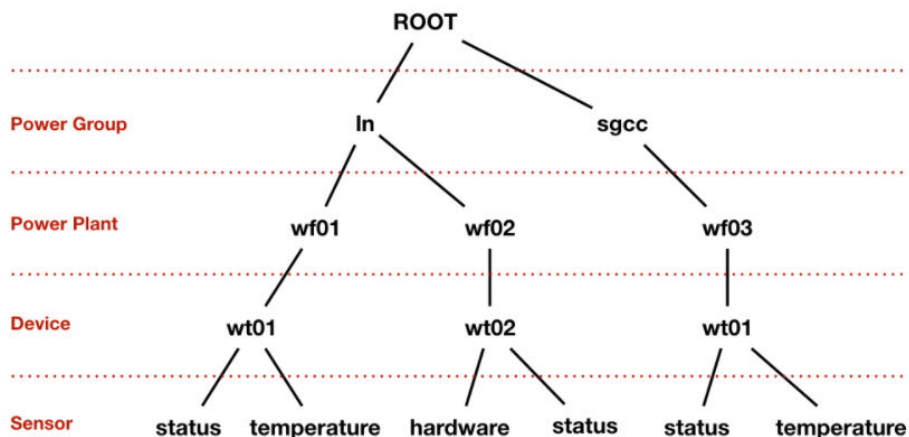 ROOT
Power Group ln sgcc
Power Plant wf01 wf02 wf03
Device wt01 wt02 wt01
Sensor status temperature hardware status status temperature